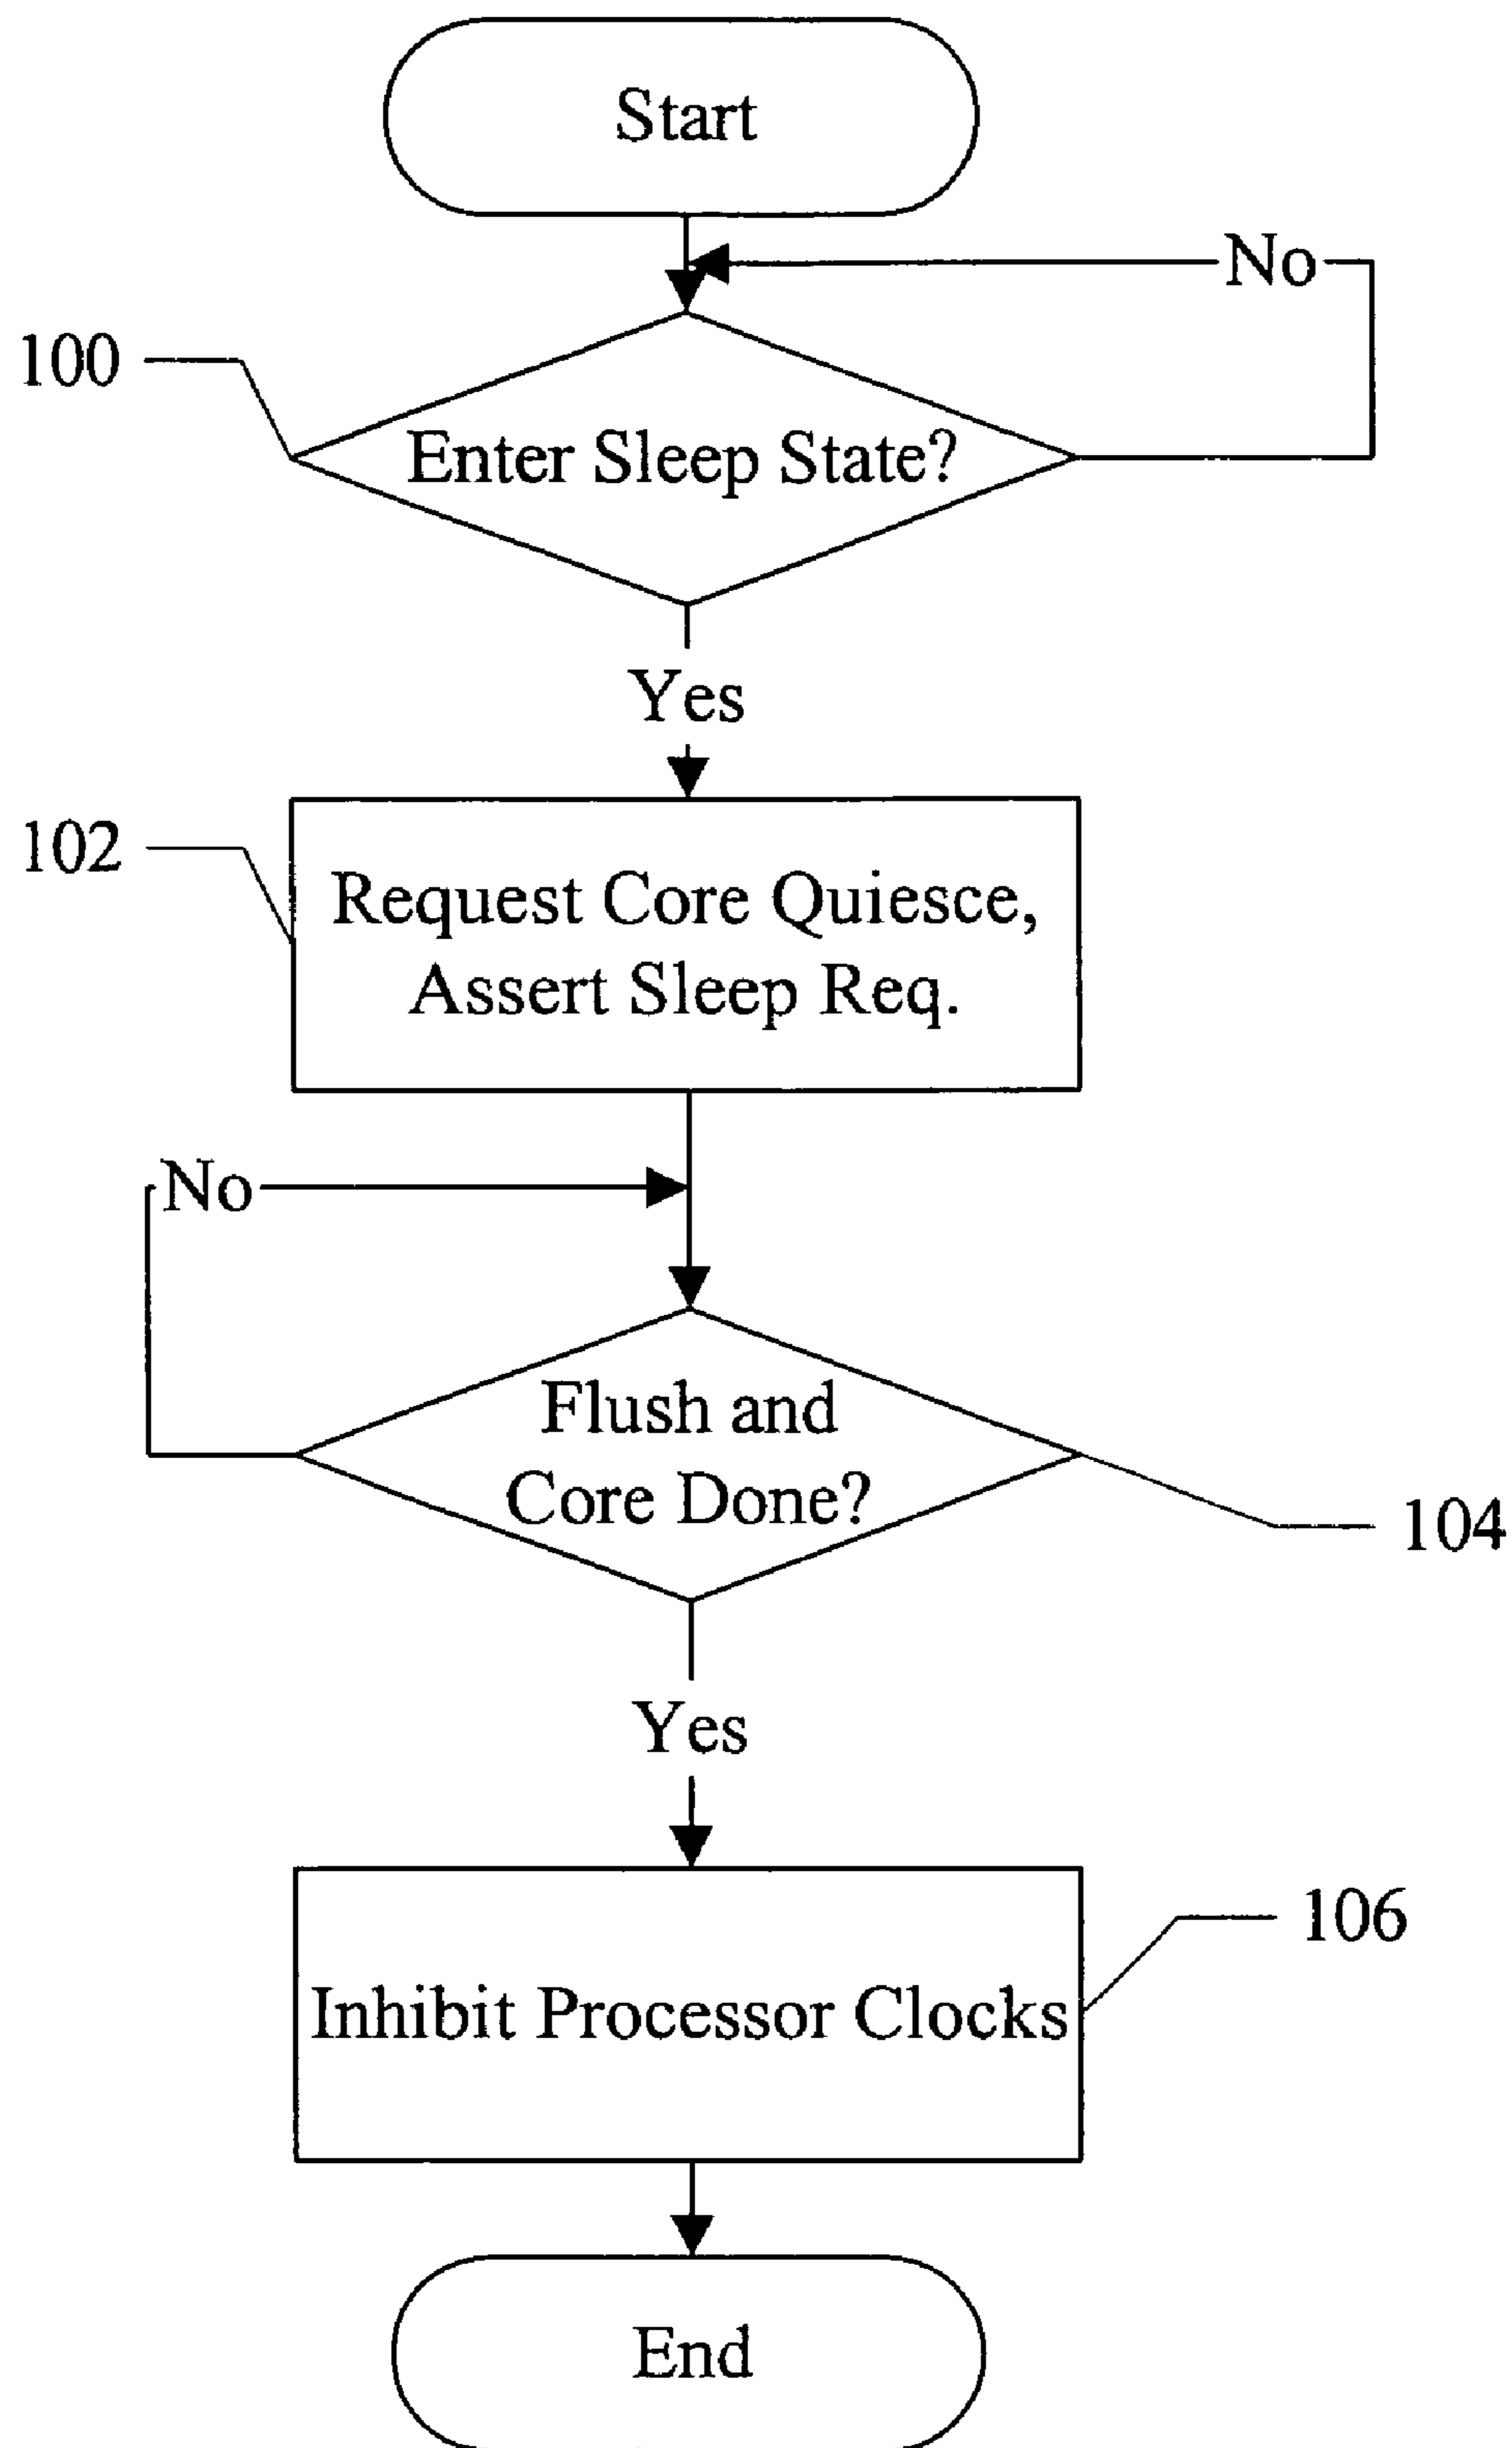 Start
No
100
Enter Sleep State?
Yes
102
Request Core Quiesce,
Assert Sleep Req.
No
Flush and
Core Done?
104
Yes
106
Inhibit Processor Clocks
End